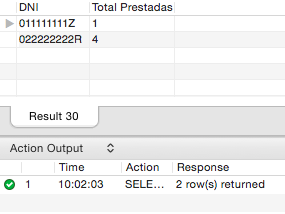 DNI Total Prestadas
011111111Z 1
022222222R 4
Result 30
Action Output
Time Action Response
1 10:02:03 SELE... 2 row(s) returned